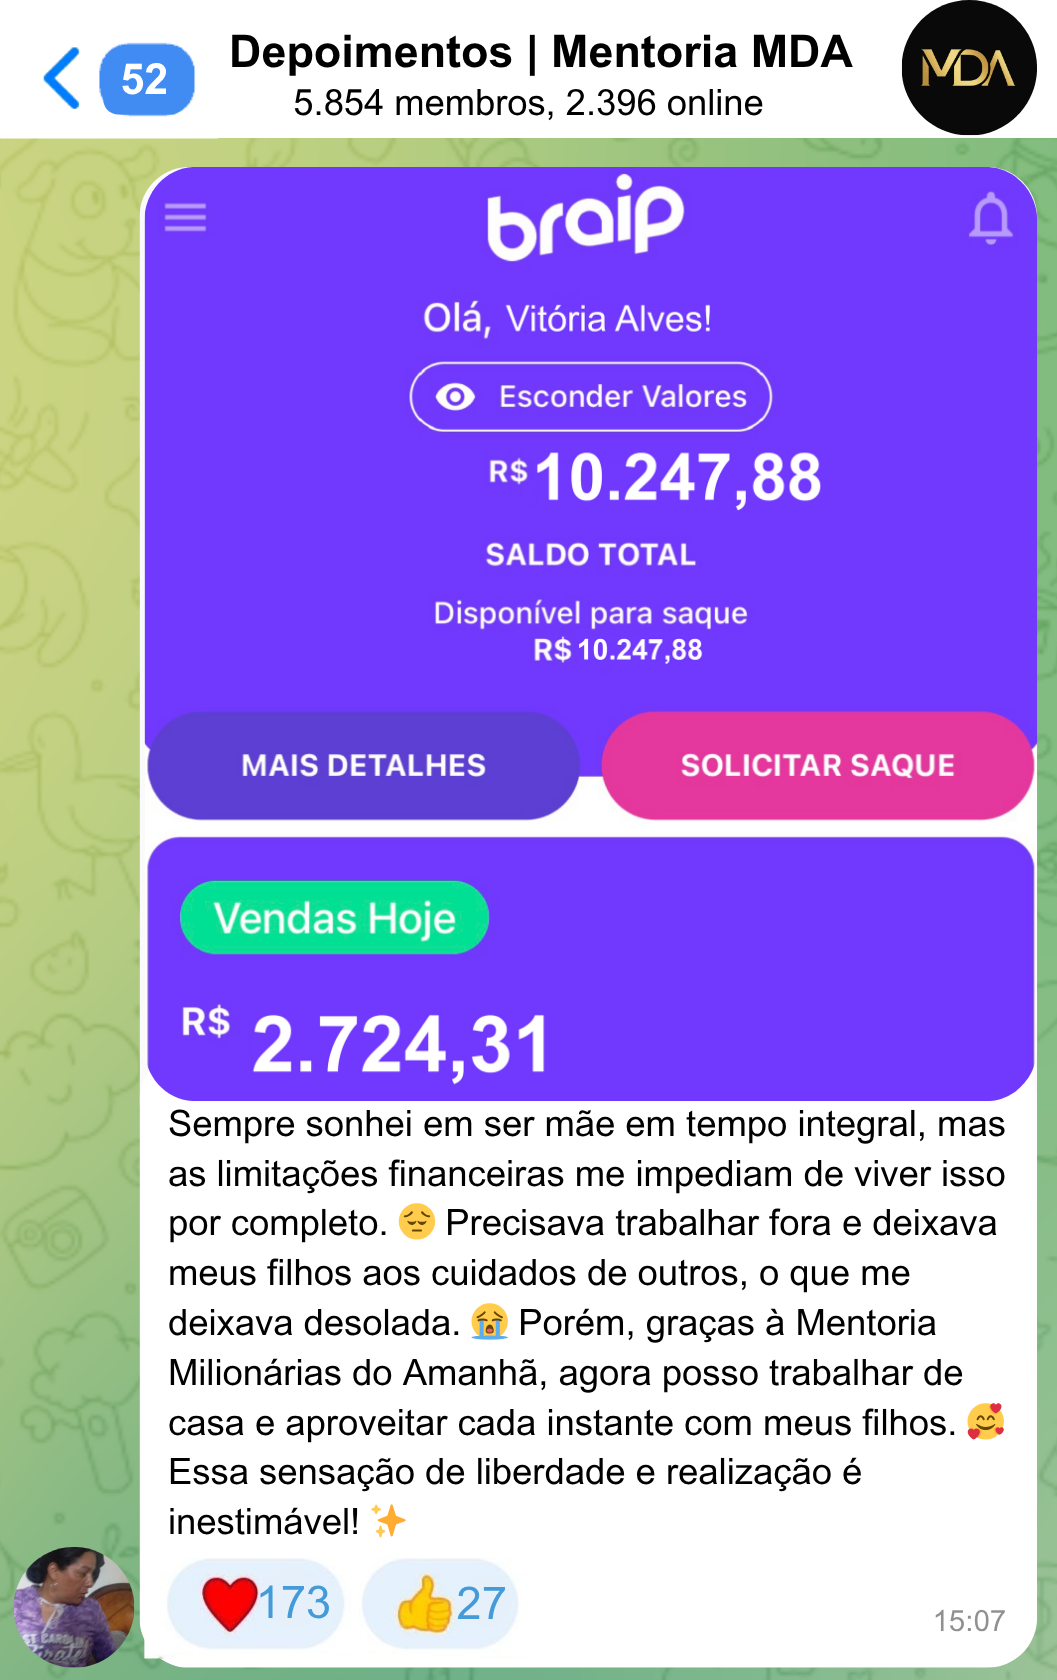 52
Depoimentos | Mentoria MDA
5.854 membros, 2.396 online
MDA
braip
Olá, Vitória Alves!
Esconder Valores
R$ 10.247,88
SALDO TOTAL
Disponível para saque
R$ 10.247,88
MAIS DETALHES
SOLICITAR SAQUE
Vendas Hoje
R$ 2.724,31
Sempre sonhei em ser mãe em tempo integral, mas
as limitações financeiras me impediam de viver isso
por completo. 😔 Precisava trabalhar fora e deixava
meus filhos aos cuidados de outros, o que me
deixava desolada. 😭 Porém, graças à Mentoria
Milionárias do Amanhã, agora posso trabalhar de
casa e aproveitar cada instante com meus filhos. 🥰
Essa sensação de liberdade e realização é
inestimável! ✨
❤️173 👍27
15:07